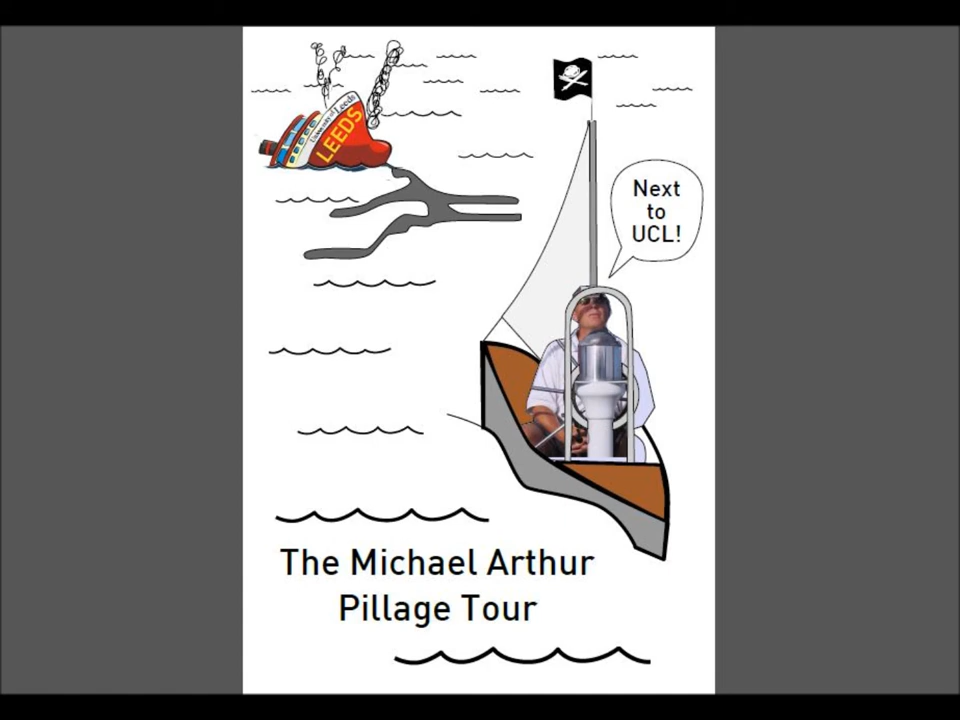 University of Leeds
LEEDS
Next
to
UCL!
The Michael Arthur
Pillage Tour